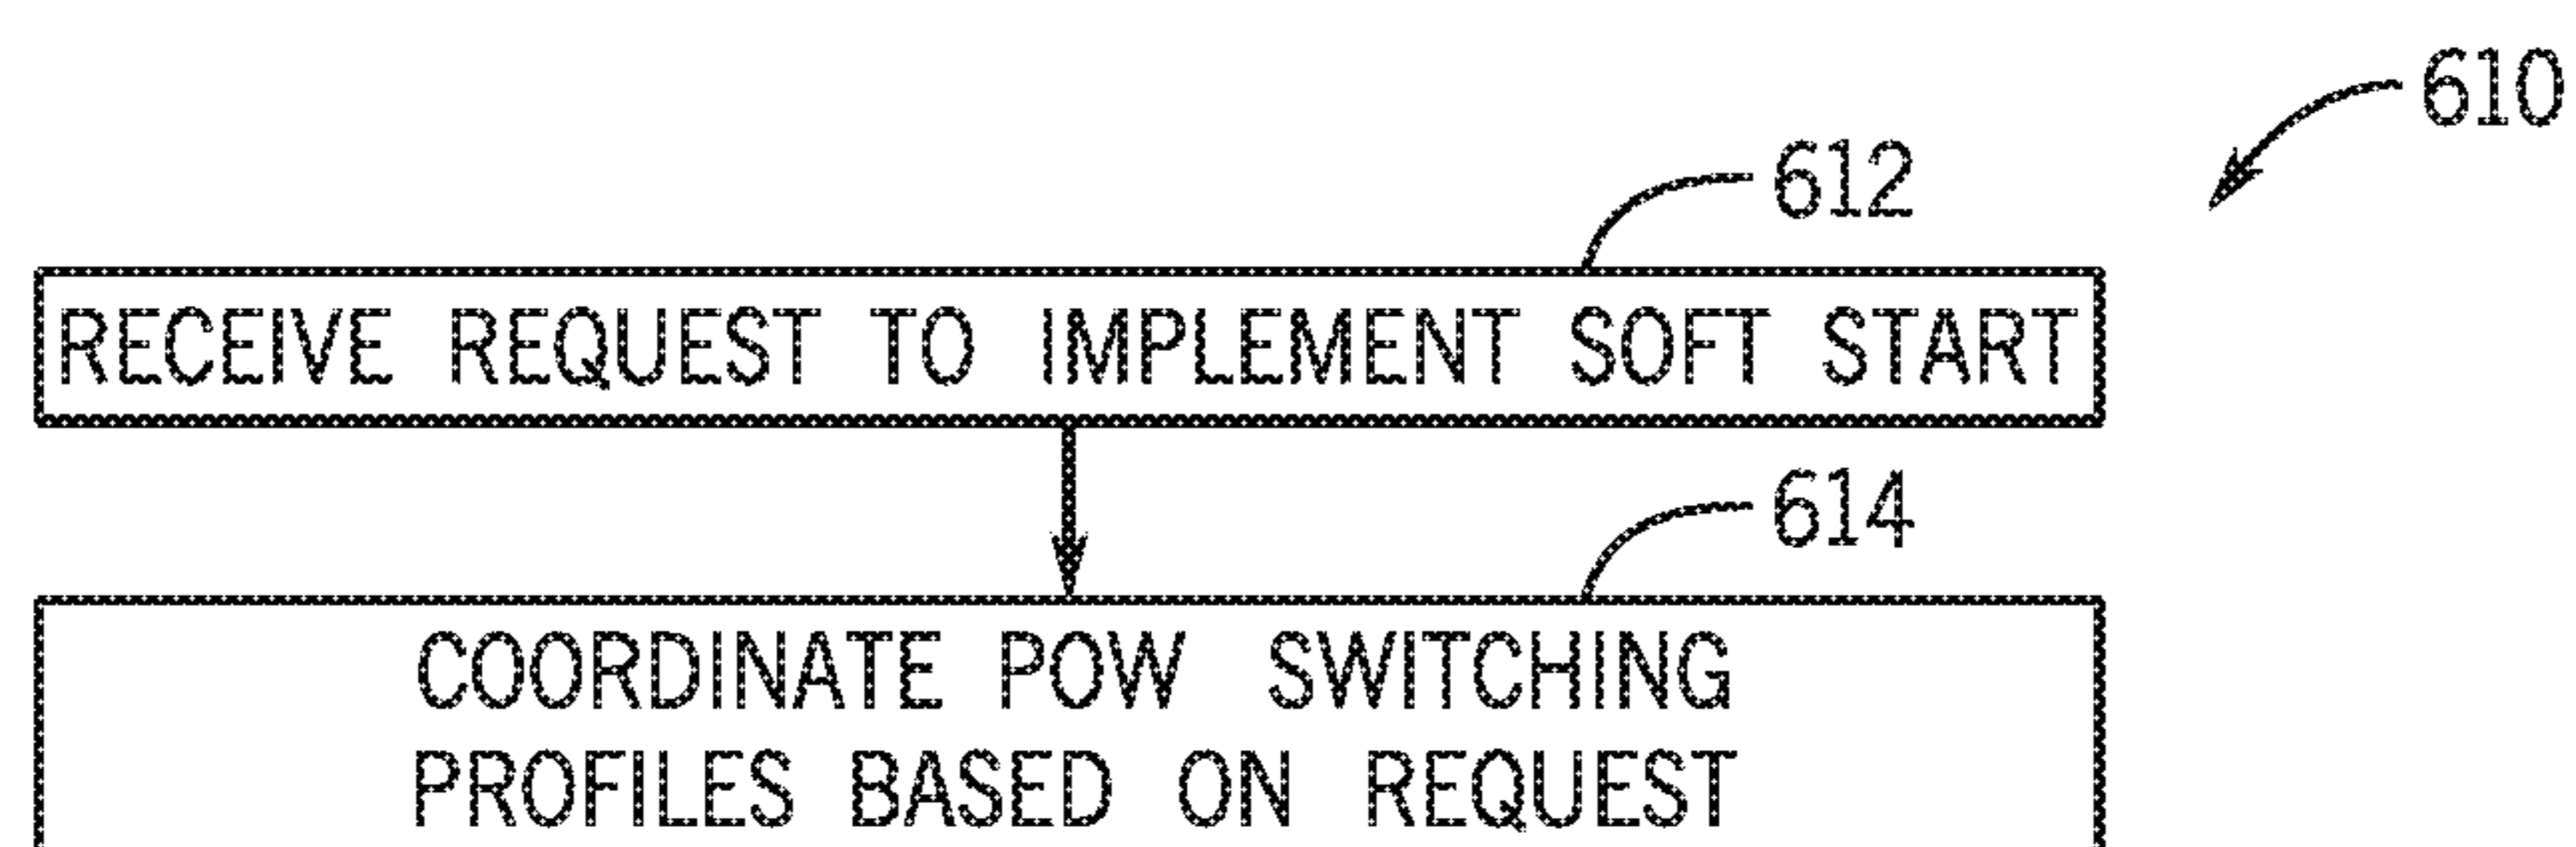 610
612
RECEIVE REQUEST TO IMPLEMENT SOFT START
614
COORDINATE POW SWITCHING
PROFILES BASED ON REQUEST